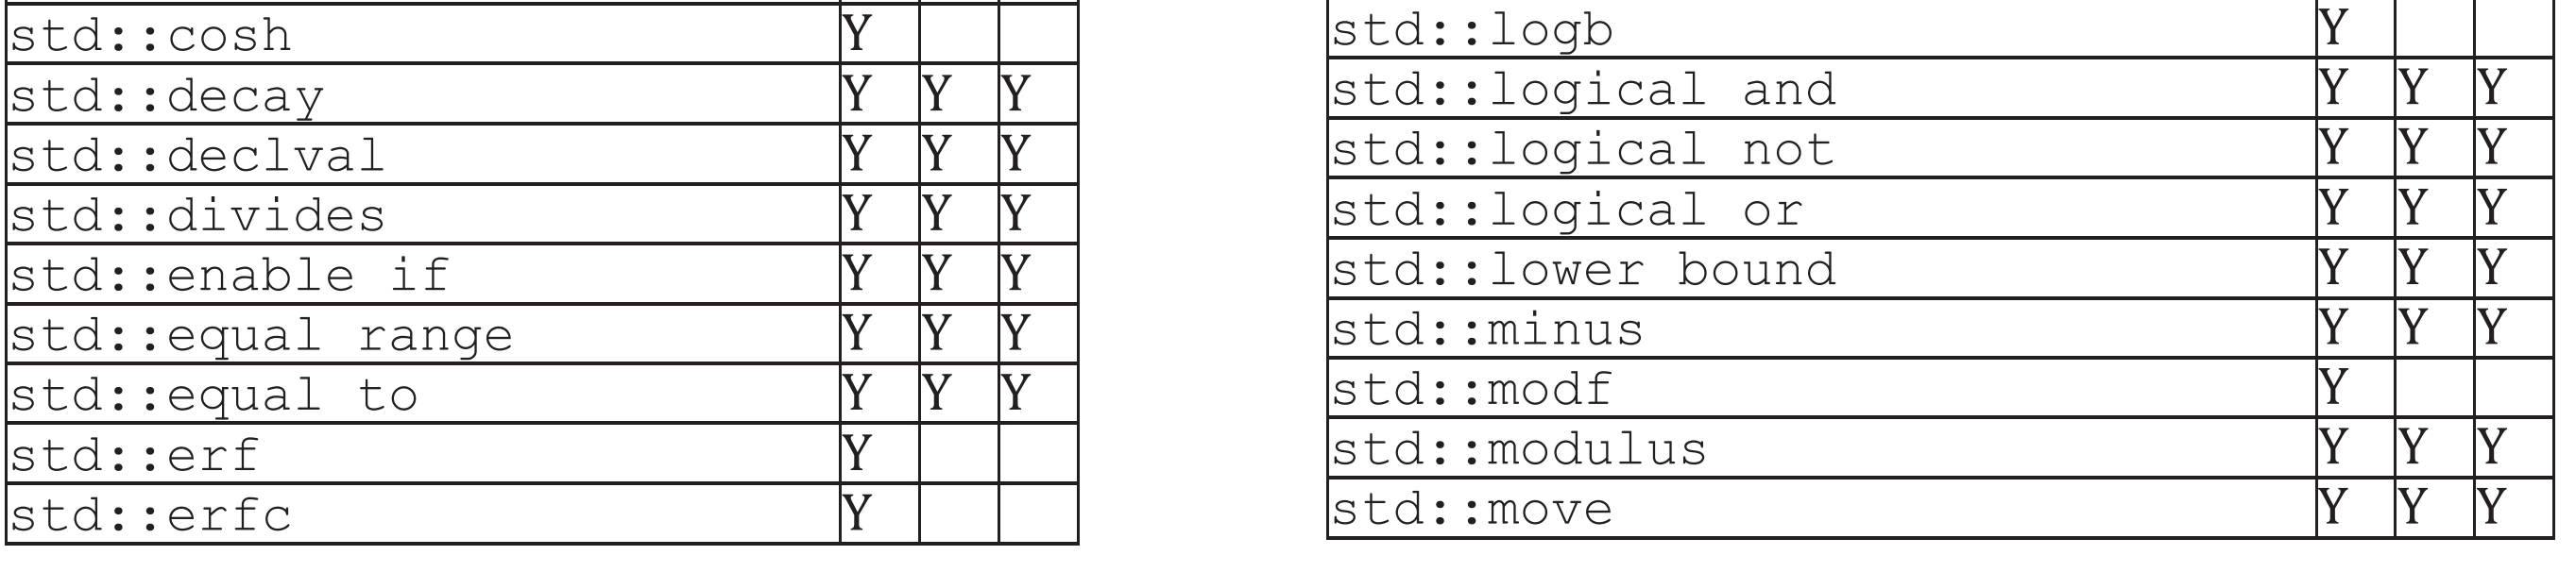 std::cosh Y
std::decay Y Y Y
std::declval Y Y Y
std::divides Y Y Y
std::enable if Y Y Y
std::equal range Y Y Y
std::equal to Y Y Y
std::erf Y
std::erfc Y
std::logb Y
std::logical and Y Y Y
std::logical not Y Y Y
std::logical or Y Y Y
std::lower bound Y Y Y
std::minus Y Y Y
std::modf Y
std::modulus Y Y Y
std::move Y Y Y